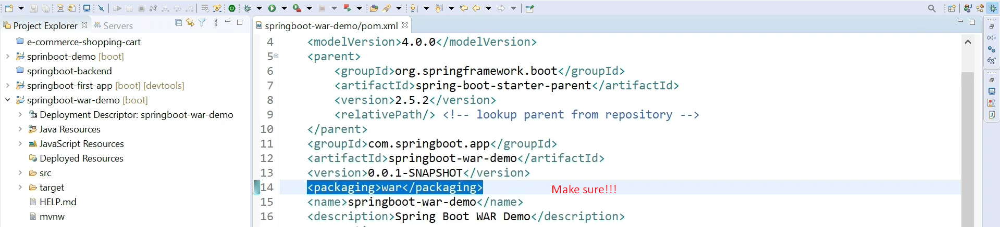 Project Explorer
Servers
e-commerce-shopping-cart
sprinboot-demo [boot]
springboot-backend
springboot-first-app [boot] [devtools]
springboot-war-demo [boot]
Deployment Descriptor: springboot-war-demo
Java Resources
JavaScript Resources
Deployed Resources
src
target
HELP.md
mvnw
springboot-war-demo/pom.xml
4 <modelVersion>4.0.0</modelVersion>
5 <parent>
6 <groupId>org.springframework.boot</groupId>
7 <artifactId>spring-boot-starter-parent</artifactId>
8 <version>2.5.2</version>
9 <relativePath/> <!-- lookup parent from repository -->
10 </parent>
11 <groupId>com.springboot.app</groupId>
12 <artifactId>springboot-war-demo</artifactId>
13 <version>0.0.1-SNAPSHOT</version>
14 <packaging>war</packaging> Make sure!!!
15 <name>springboot-war-demo</name>
16 <description>Spring Boot WAR Demo</description>
(x)=